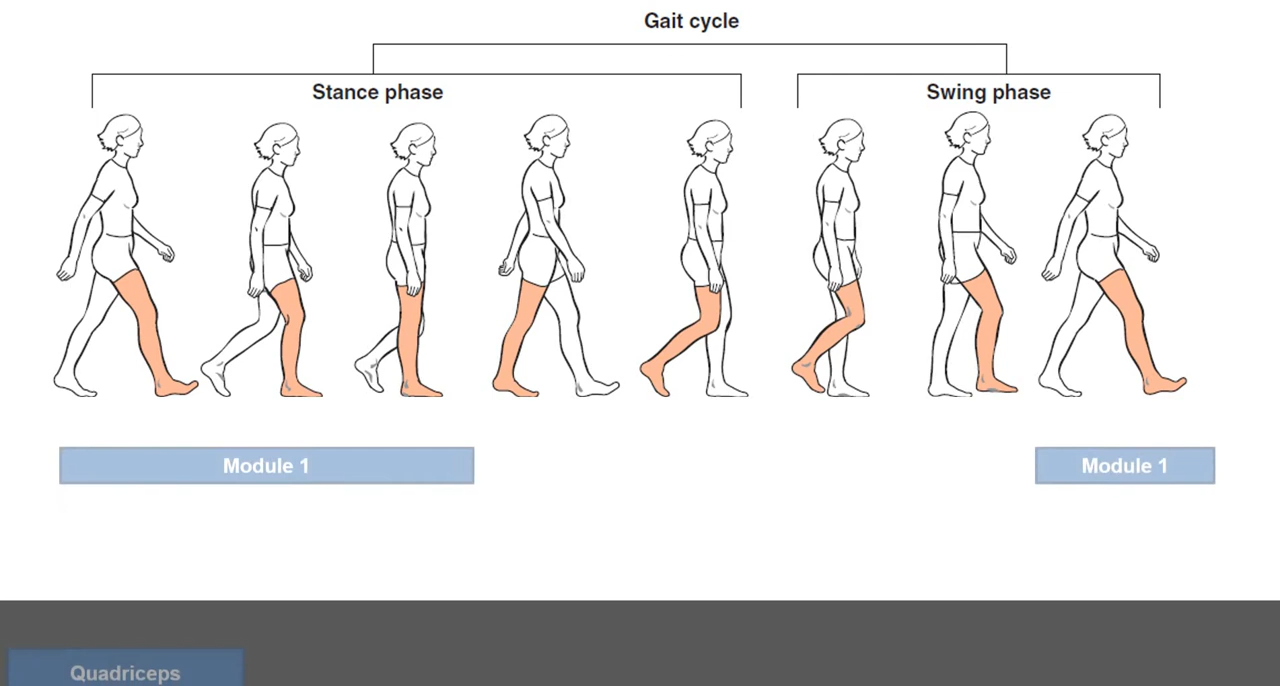 Gait cycle
Stance phase
Swing phase
Module 1
Module 1
Quadriceps